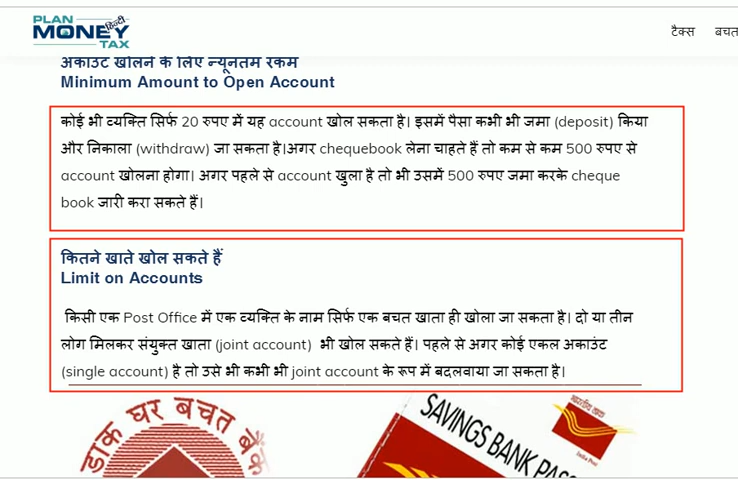 PLAN
MONEY हिन्दी
TAX
टैक्स बचत
अकाउंट खोलने के लिए न्यूनतम रकम
Minimum Amount to Open Account
कोई भी व्यक्ति सिर्फ 20 रुपए में यह account खोल सकता है। इसमें पैसा कभी भी जमा (deposit) किया
और निकाला (withdraw) जा सकता है।अगर chequebook लेना चाहते हैं तो कम से कम 500 रुपए से
account खोलना होगा। अगर पहले से account खुला है तो भी उसमें 500 रुपए जमा करके cheque
book जारी करा सकते हैं।
कितने खाते खोल सकते हैं
Limit on Accounts
किसी एक Post Office में एक व्यक्ति के नाम सिर्फ एक बचत खाता ही खोला जा सकता है। दो या तीन
लोग मिलकर संयुक्त खाता (joint account) भी खोल सकते हैं। पहले से अगर कोई एकल अकाउंट
(single account) है तो उसे भी कभी भी joint account के रूप में बदलवाया जा सकता है।
डाक घर बचत बैंक
SAVINGS BANK
India Post